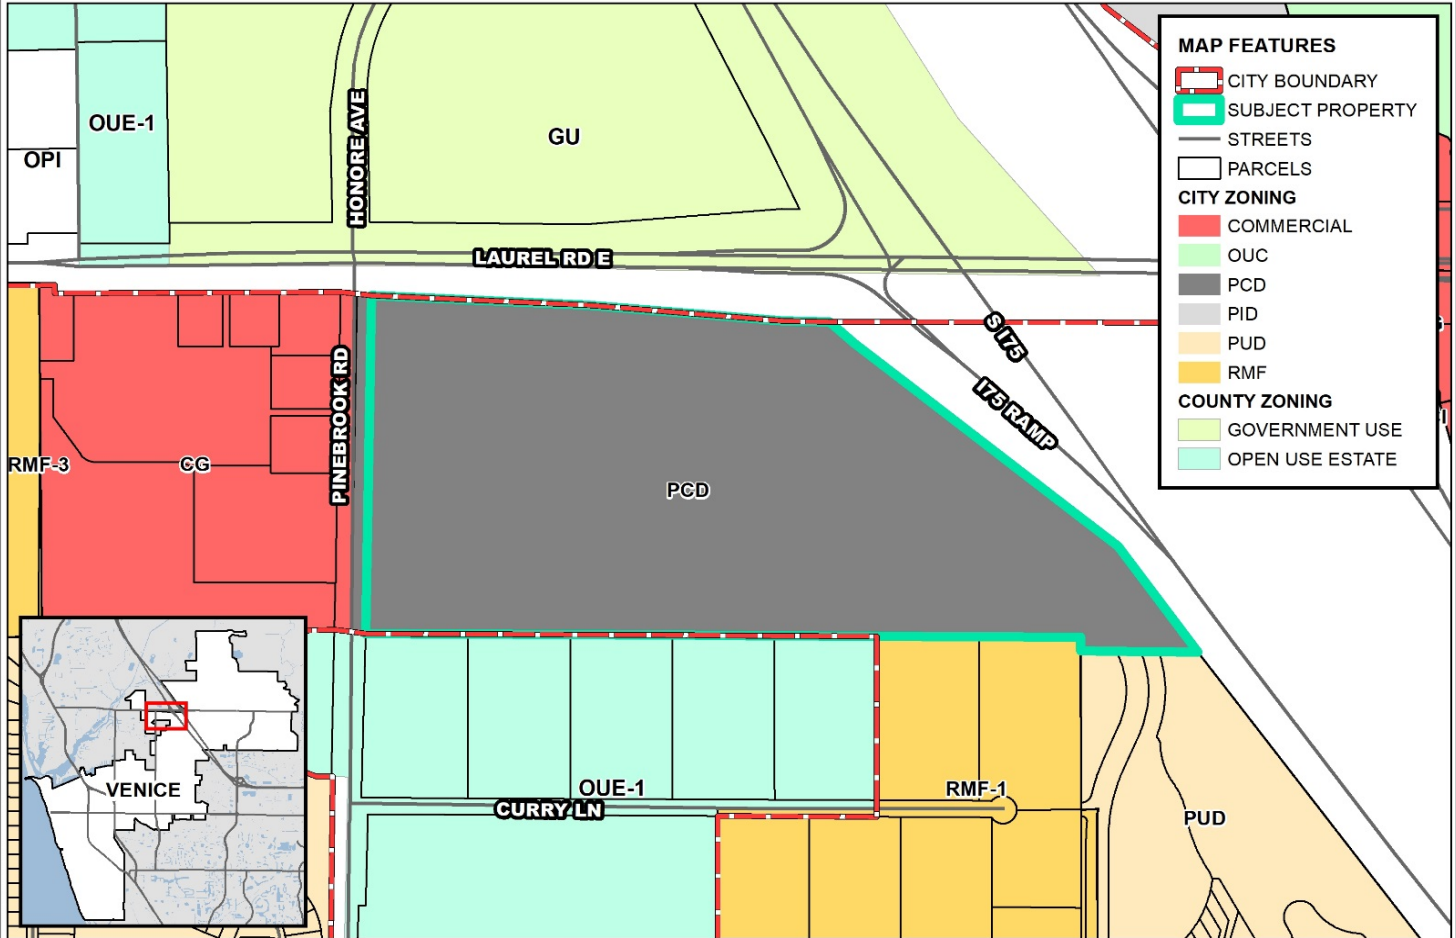 OUE-1
OPI
HONORE AVE
GU
LAUREL RD E
S I75
I75 RAMP
PINEBROOK RD
RMF-3
CG
PCD
OUE-1
CURRY LN
RMF-1
PUD
VENICE
MAP FEATURES
CITY BOUNDARY
SUBJECT PROPERTY
STREETS
PARCELS
CITY ZONING
COMMERCIAL
OUC
PCD
PID
PUD
RMF
COUNTY ZONING
GOVERNMENT USE
OPEN USE ESTATE